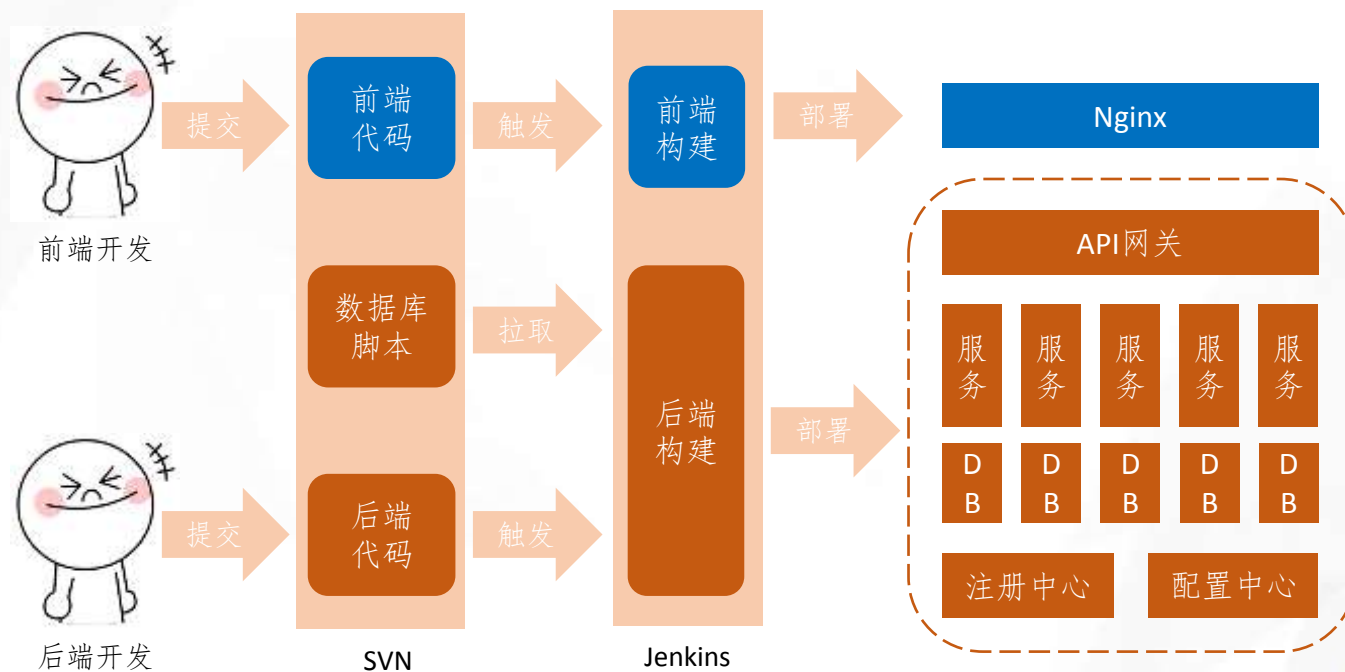 提交
前端
代码
触发
前端
构建
部署
Nginx
前端开发
API网关
数据库
脚本
拉取
后端
构建
部署
服
务
服
务
服
务
服
务
服
务
D
B
D
B
D
B
D
B
D
B
提交
后端
代码
触发
注册中心
配置中心
后端开发
SVN
Jenkins